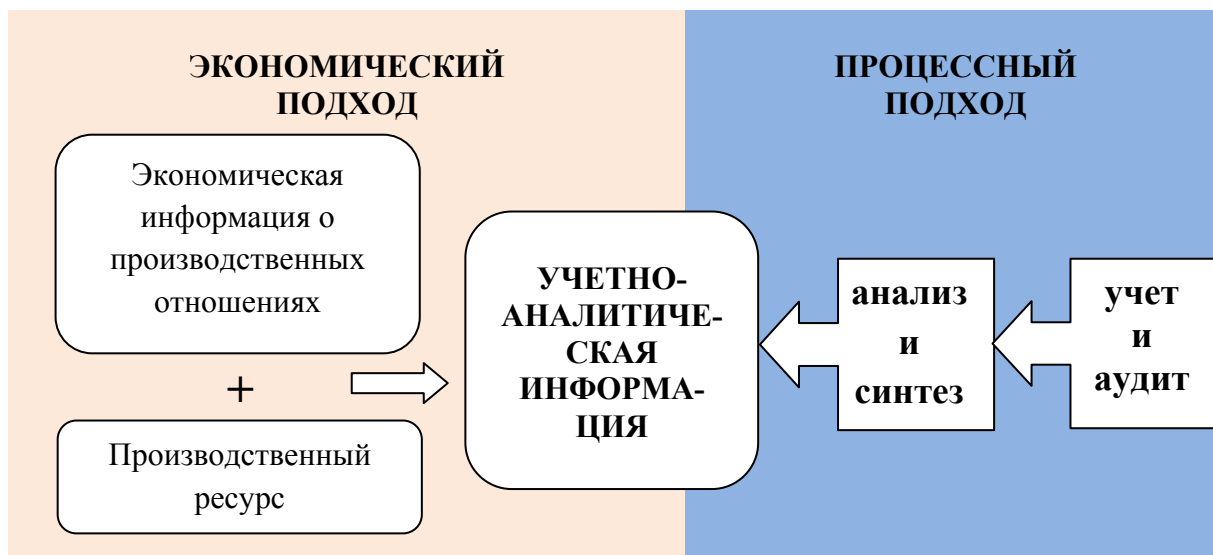 ЭКОНОМИЧЕСКИЙ
ПОДХОД
Экономическая
информация о
производственных
отношениях
+
Производственный
ресурс
УЧЕТНО-
АНАЛИТИЧЕ-
СКАЯ
ИНФОРМА-
ЦИЯ
ПРОЦЕССНЫЙ
ПОДХОД
анализ
и
синтез
учет
и
аудит